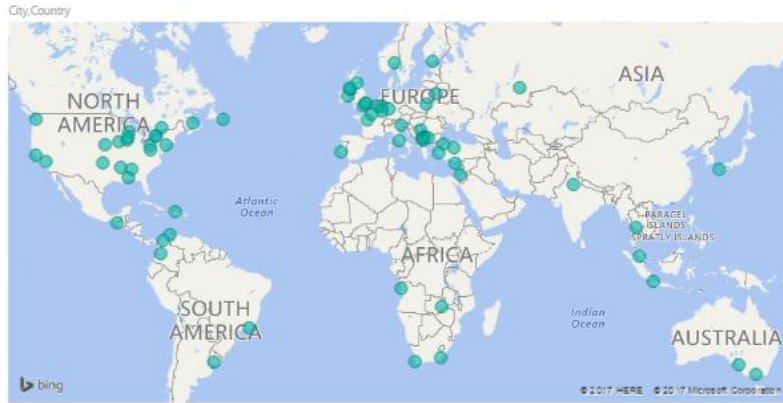 City,Country
ASIA
NORTH
AMERICA
EUROPE
Atlantic
Ocean
PARACEL
ISLANDS
SPRATLY ISLANDS
AFRICA
SOUTH
AMERICA
Indian
Ocean
AUSTRALIA
bing
© 2017 HERE © 2017 Microsoft Corporation